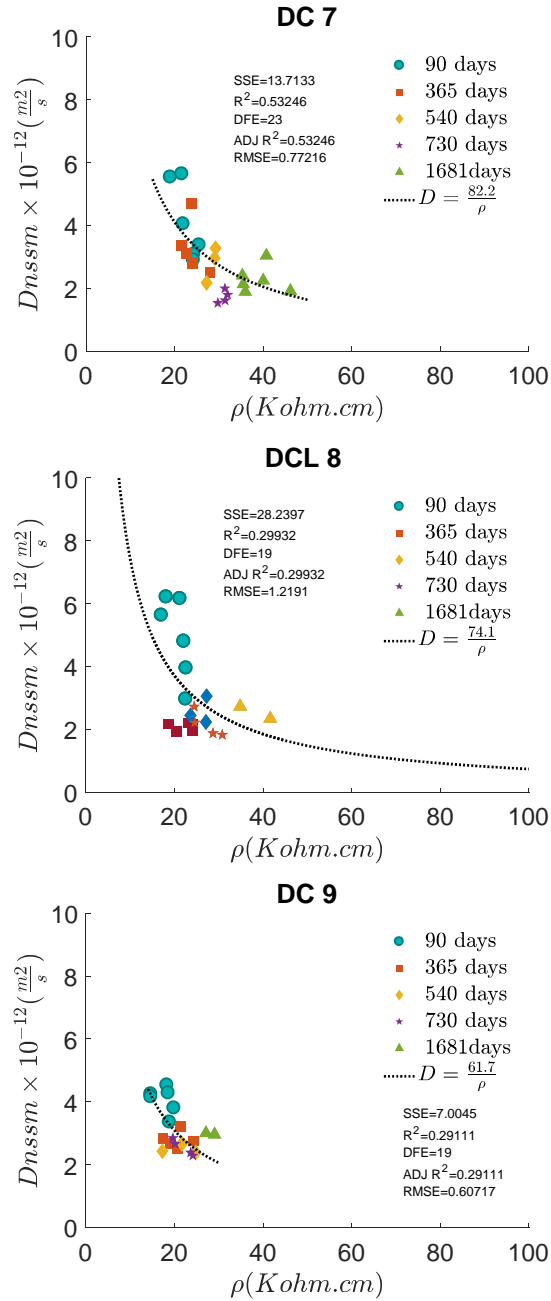 DC 7
10
8
6
4
2
0
0 20 40 60 80 100
Dnssm × 10⁻¹²(m2/s)
ρ(Kohm.cm)
SSE=13.7133
R²=0.53246
DFE=23
ADJ R²=0.53246
RMSE=0.77216
90 days
365 days
540 days
730 days
1681days
D = 82.2/ρ
DCL 8
10
8
6
4
2
0
0 20 40 60 80 100
Dnssm × 10⁻¹²(m2/s)
ρ(Kohm.cm)
SSE=28.2397
R²=0.29932
DFE=19
ADJ R²=0.29932
RMSE=1.2191
90 days
365 days
540 days
730 days
1681days
D = 74.1/ρ
DC 9
10
8
6
4
2
0
0 20 40 60 80 100
Dnssm × 10⁻¹²(m2/s)
ρ(Kohm.cm)
90 days
365 days
540 days
730 days
1681days
D = 61.7/ρ
SSE=7.0045
R²=0.29111
DFE=19
ADJ R²=0.29111
RMSE=0.60717